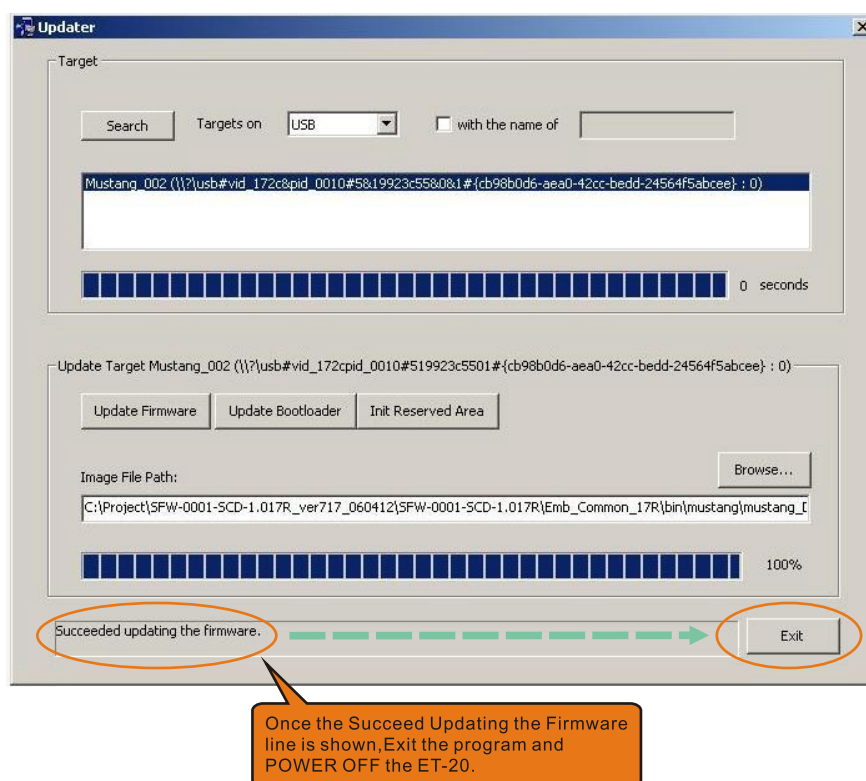 Updater
Target
Search
Targets on
USB
with the name of
Mustang_002 (\\?\usb#vid_172c&pid_0010#5&19923c55&0&1#{cb98b0d6-aea0-42cc-bedd-24564f5abcee} : 0)
0 seconds
Update Target Mustang_002 (\\?\usb#vid_172cpid_0010#519923c5501#{cb98b0d6-aea0-42cc-bedd-24564f5abcee} : 0)
Update Firmware
Update Bootloader
Init Reserved Area
Browse...
Image File Path:
C:\Project\SFW-0001-SCD-1.017R_ver717_060412\SFW-0001-SCD-1.017R\Emb_Common_17R\bin\mustang\mustang_D
100%
Succeeded updating the firmware.
Exit
Once the Succeed Updating the Firmware
line is shown,Exit the program and
POWER OFF the ET-20.